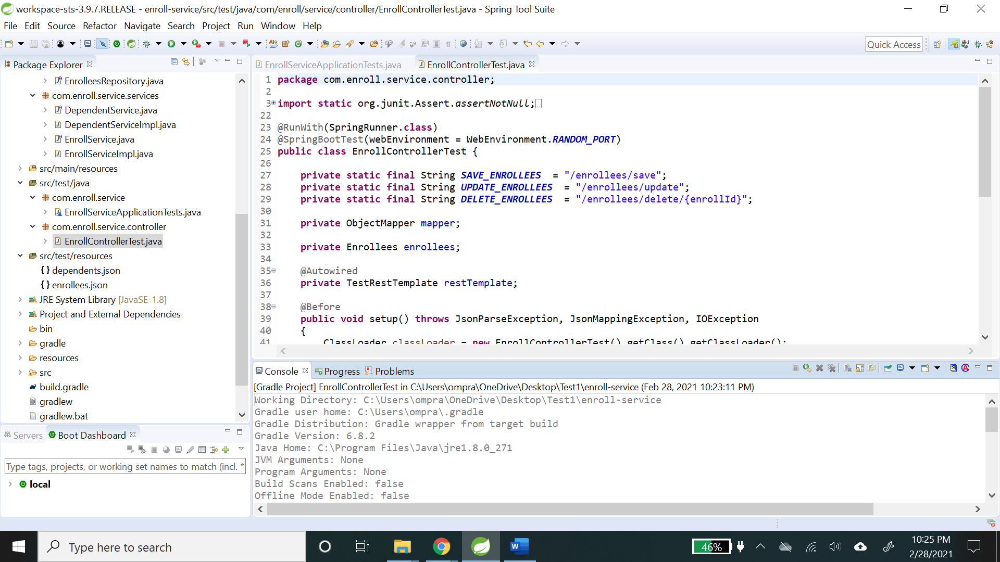 workspace-sts-3.9.7.RELEASE - enroll-service/src/test/java/com/enroll/service/controller/EnrollControllerTest.java - Spring Tool Suite
File Edit Source Refactor Navigate Search Project Run Window Help
Quick Access
Package Explorer
EnrolleesRepository.java
com.enroll.service.services
DependentService.java
DependentServiceImpl.java
EnrollService.java
EnrollServiceImpl.java
src/main/resources
src/test/java
com.enroll.service
EnrollServiceApplicationTests.java
com.enroll.service.controller
EnrollControllerTest.java
src/test/resources
{} dependents.json
{} enrollees.json
JRE System Library [JavaSE-1.8]
Project and External Dependencies
bin
gradle
resources
src
build.gradle
gradlew
gradlew.bat
Servers Boot Dashboard
Type tags, projects, or working set names to match (incl. *
local
EnrollServiceApplicationTests.java EnrollControllerTest.java
1 package com.enroll.service.controller;
2
3 import static org.junit.Assert.assertNotNull;
22
23 @RunWith(SpringRunner.class)
24 @SpringBootTest(webEnvironment = WebEnvironment.RANDOM_PORT)
25 public class EnrollControllerTest {
26
27 private static final String SAVE_ENROLLEES = "/enrollees/save";
28 private static final String UPDATE_ENROLLEES = "/enrollees/update";
29 private static final String DELETE_ENROLLEES = "/enrollees/delete/{enrollId}";
30
31 private ObjectMapper mapper;
32
33 private Enrollees enrollees;
34
35 @Autowired
36 private TestRestTemplate restTemplate;
37
38 @Before
39 public void setup() throws JsonParseException, JsonMappingException, IOException
40 {
41 ClassLoader classLoader = new EnrollControllerTest().getClass().getClassLoader();
Console Progress Problems
[Gradle Project] EnrollControllerTest in C:\Users\ompra\OneDrive\Desktop\Test1\enroll-service (Feb 28, 2021 10:23:11 PM)
Working Directory: C:\Users\ompra\OneDrive\Desktop\Test1\enroll-service
Gradle user home: C:\Users\ompra\.gradle
Gradle Distribution: Gradle wrapper from target build
Gradle Version: 6.8.2
Java Home: C:\Program Files\Java\jre1.8.0_271
JVM Arguments: None
Program Arguments: None
Build Scans Enabled: false
Offline Mode Enabled: false
Type here to search
46%
10:25 PM
2/28/2021